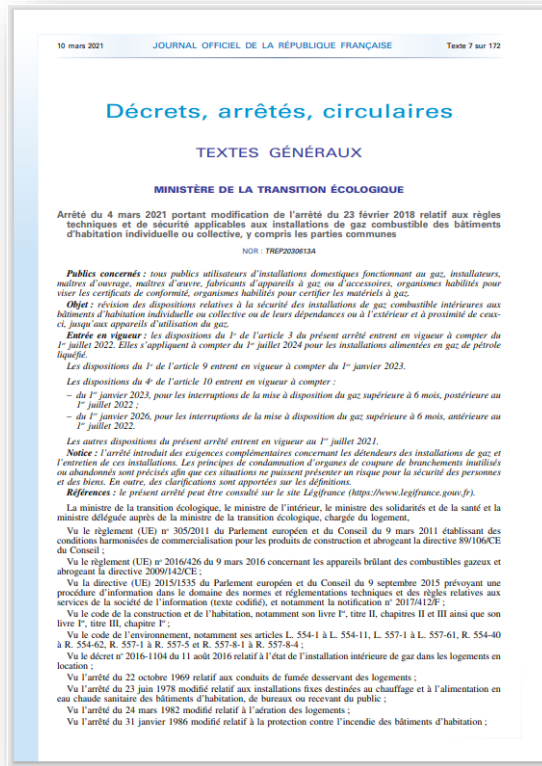 10 mars 2021
JOURNAL OFFICIEL DE LA RÉPUBLIQUE FRANÇAISE
Texte 7 sur 172
Décrets, arrêtés, circulaires
TEXTES GÉNÉRAUX
MINISTÈRE DE LA TRANSITION ÉCOLOGIQUE
Arrêté du 4 mars 2021 portant modification de l'arrêté du 23 février 2018 relatif aux règles
techniques et de sécurité applicables aux installations de gaz combustible des bâtiments
d'habitation individuelle ou collective, y compris les parties communes
NOR : TREP2030613A
Publics concernés : tous publics utilisateurs d'installations domestiques fonctionnant au gaz, installateurs,
maîtres d'ouvrage, maîtres d'œuvre, fabricants d'appareils à gaz ou d'accessoires, organismes habilités pour
viser les certificats de conformité, organismes habilités pour certifier les matériels à gaz.
Objet : révision des dispositions relatives à la sécurité des installations de gaz combustible intérieures aux
bâtiments d'habitation individuelle ou collective ou de leurs dépendances ou à l'extérieur et à proximité de ceux-
ci, jusqu'aux appareils d'utilisation du gaz.
Entrée en vigueur : les dispositions du 1° de l'article 3 du présent arrêté entrent en vigueur à compter du
1er juillet 2022. Elles s'appliquent à compter du 1er juillet 2024 pour les installations alimentées en gaz de pétrole
liquéfié.
Les dispositions du 1° de l'article 9 entrent en vigueur à compter du 1er janvier 2023.
Les dispositions du 4° de l'article 10 entrent en vigueur à compter :
– du 1er janvier 2023, pour les interruptions de la mise à disposition du gaz supérieure à 6 mois, postérieure au
1er juillet 2022 ;
– du 1er janvier 2026, pour les interruptions de la mise à disposition du gaz supérieure à 6 mois, antérieure au
1er juillet 2022.
Les autres dispositions du présent arrêté entrent en vigueur au 1er juillet 2021.
Notice : l'arrêté introduit des exigences complémentaires concernant les détendeurs des installations de gaz et
l'entretien de ces installations. Les principes de condamnation d'organes de coupure de branchements inutilisés
ou abandonnés sont précisés afin que ces situations ne puissent présenter un risque pour la sécurité des personnes
et des biens. En outre, des clarifications sont apportées sur les définitions.
Références : le présent arrêté peut être consulté sur le site Légifrance (https://www.legifrance.gouv.fr).
La ministre de la transition écologique, le ministre de l'intérieur, le ministre des solidarités et de la santé et la
ministre déléguée auprès de la ministre de la transition écologique, chargée du logement,
Vu le règlement (UE) n° 305/2011 du Parlement européen et du Conseil du 9 mars 2011 établissant des
conditions harmonisées de commercialisation pour les produits de construction et abrogeant la directive 89/106/CE
du Conseil ;
Vu le règlement (UE) n° 2016/426 du 9 mars 2016 concernant les appareils brûlant des combustibles gazeux et
abrogeant la directive 2009/142/CE ;
Vu la directive (UE) 2015/1535 du Parlement européen et du Conseil du 9 septembre 2015 prévoyant une
procédure d'information dans le domaine des normes et réglementations techniques et des règles relatives aux
services de la société de l'information (texte codifié), et notamment la notification n° 2017/412/F ;
Vu le code de la construction et de l'habitation, notamment son livre Ier, titre II, chapitres II et III ainsi que son
livre Ier, titre III, chapitre Ier ;
Vu le code de l'environnement, notamment ses articles L. 554-1 à L. 554-11, L. 557-1 à L. 557-61, R. 554-40
à R. 554-62, R. 557-1 à R. 557-5 et R. 557-8-1 à R. 557-8-4 ;
Vu le décret n° 2016-1104 du 11 août 2016 relatif à l'état de l'installation intérieure de gaz dans les logements en
location ;
Vu l'arrêté du 22 octobre 1969 relatif aux conduits de fumée desservant des logements ;
Vu l'arrêté du 23 juin 1978 modifié relatif aux installations fixes destinées au chauffage et à l'alimentation en
eau chaude sanitaire des bâtiments d'habitation, de bureaux ou recevant du public ;
Vu l'arrêté du 24 mars 1982 modifié relatif à l'aération des logements ;
Vu l'arrêté du 31 janvier 1986 modifié relatif à la protection contre l'incendie des bâtiments d'habitation ;